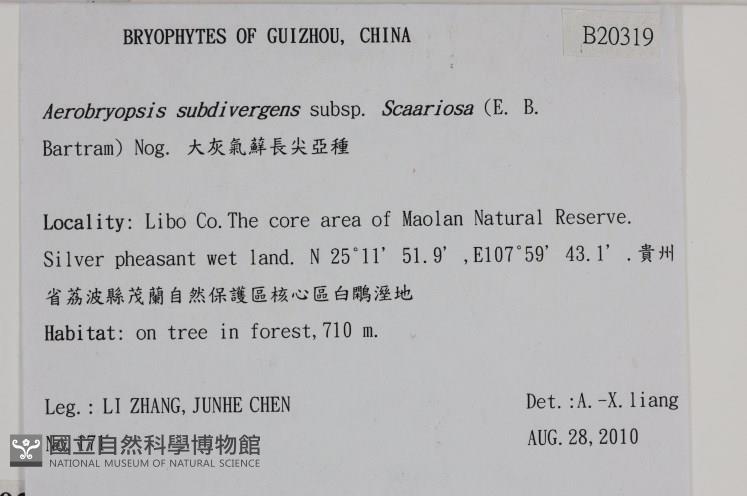 BRYOPHYTES OF GUIZHOU, CHINA
B20319
Aerobryopsis subdivergens subsp. Scaariosa (E. B.
Bartram) Nog. 大灰氣蘚長尖亞種
Locality: Libo Co.The core area of Maolan Natural Reserve.
Silver pheasant wet land. N 25°11' 51.9' ,E107°59' 43.1' .貴州
省荔波縣茂蘭自然保護區核心區白鷴溼地
Habitat: on tree in forest,710 m.
Leg.: LI ZHANG,JUNHE CHEN
Det.:A.-X.liang
AUG.28,2010
國立自然科學博物館
NATIONAL MUSEUM OF NATURAL SCIENCE